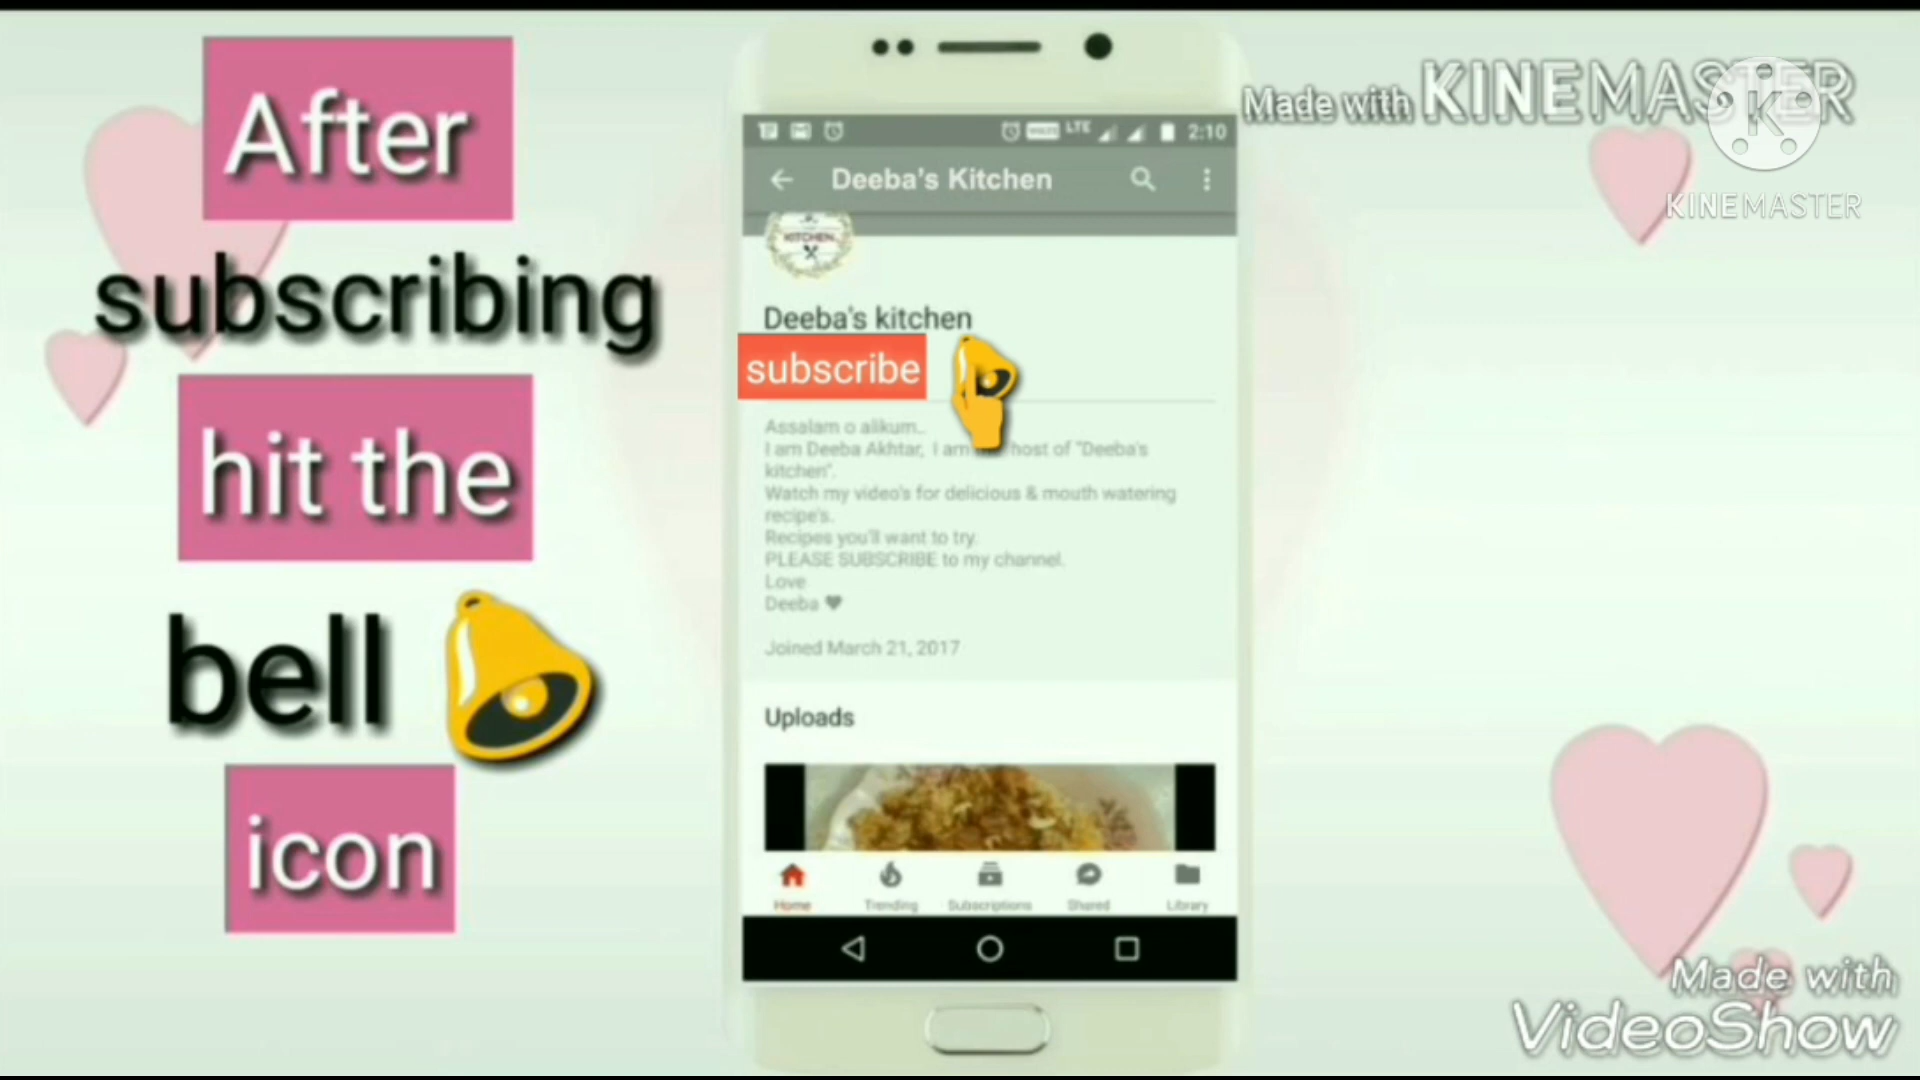 After
subscribing
hit the
bell
icon
LTE 2:10
Deeba's Kitchen
KITCHEN
Deeba's kitchen
subscribe
Assalam o alikum..
I am Deeba Akhtar, I am host of "Deeba's
kitchen".
Watch my video's for delicious & mouth watering
recipe's.
Recipes you'll want to try.
PLEASE SUBSCRIBE to my channel.
Love
Deeba ♥
Joined March 21, 2017
Uploads
Home Trending Subscriptions Shared Library
Made with KINEMASTER
K
KINEMASTER
Made with
VideoShow